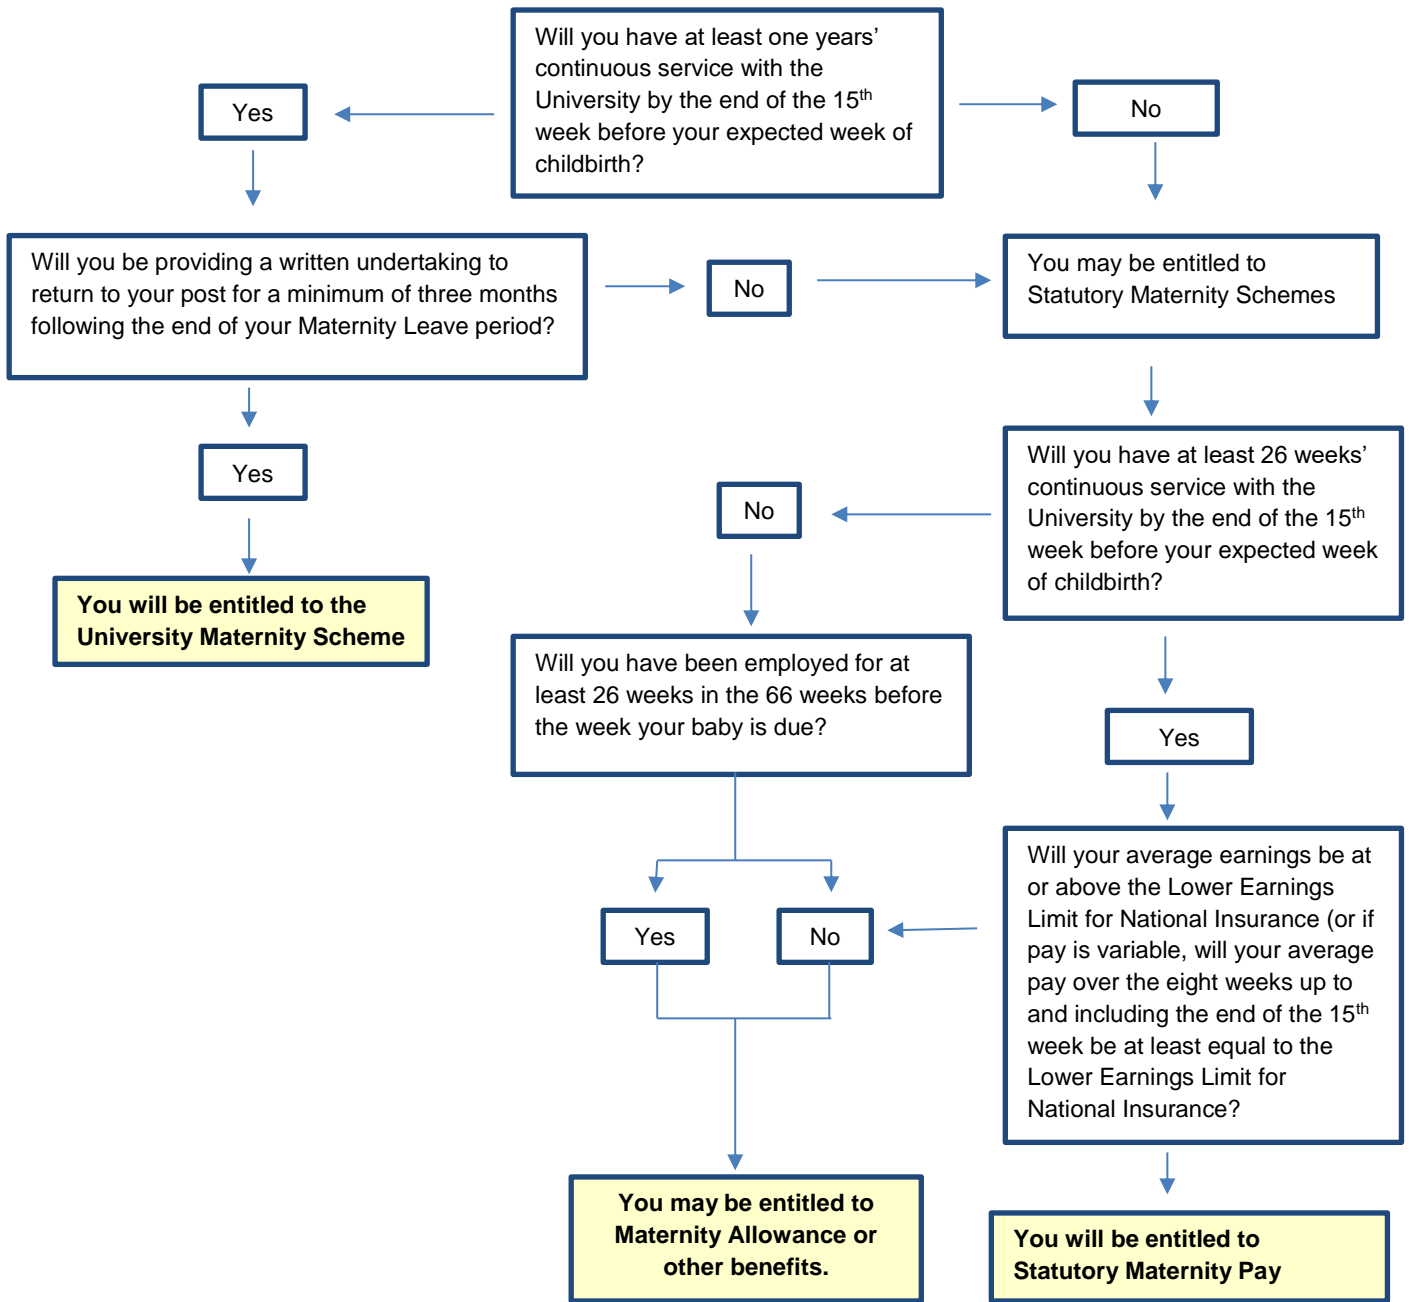 Will you have at least one years’
continuous service with the
University by the end of the 15th
week before your expected week of
childbirth?
Yes
No
Will you be providing a written undertaking to
return to your post for a minimum of three months
following the end of your Maternity Leave period?
No
You may be entitled to
Statutory Maternity Schemes
Yes
Will you have at least 26 weeks’
continuous service with the
University by the end of the 15th
week before your expected week
of childbirth?
No
You will be entitled to the
University Maternity Scheme
Will you have been employed for at
least 26 weeks in the 66 weeks before
the week your baby is due?
Yes
Will your average earnings be at
or above the Lower Earnings
Limit for National Insurance (or if
pay is variable, will your average
pay over the eight weeks up to
and including the end of the 15th
week be at least equal to the
Lower Earnings Limit for
National Insurance?
Yes
No
You may be entitled to
Maternity Allowance or
other benefits.
You will be entitled to
Statutory Maternity Pay